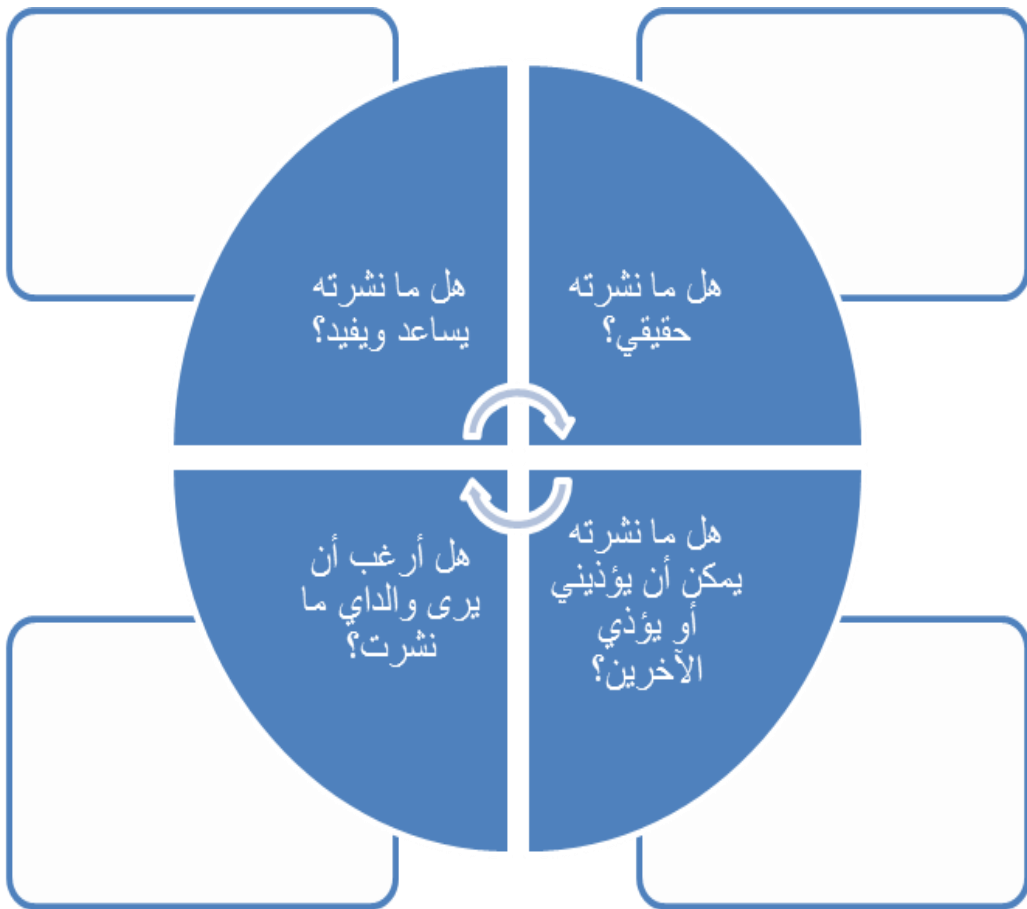 هل ما نشرته
حقيقي؟
هل ما نشرته
يساعد ويفيد؟
هل ما نشرته
يمكن أن يؤذيني
أو يؤذي
الآخرين؟
هل أرغب أن
يرى والداي ما
نشرت؟